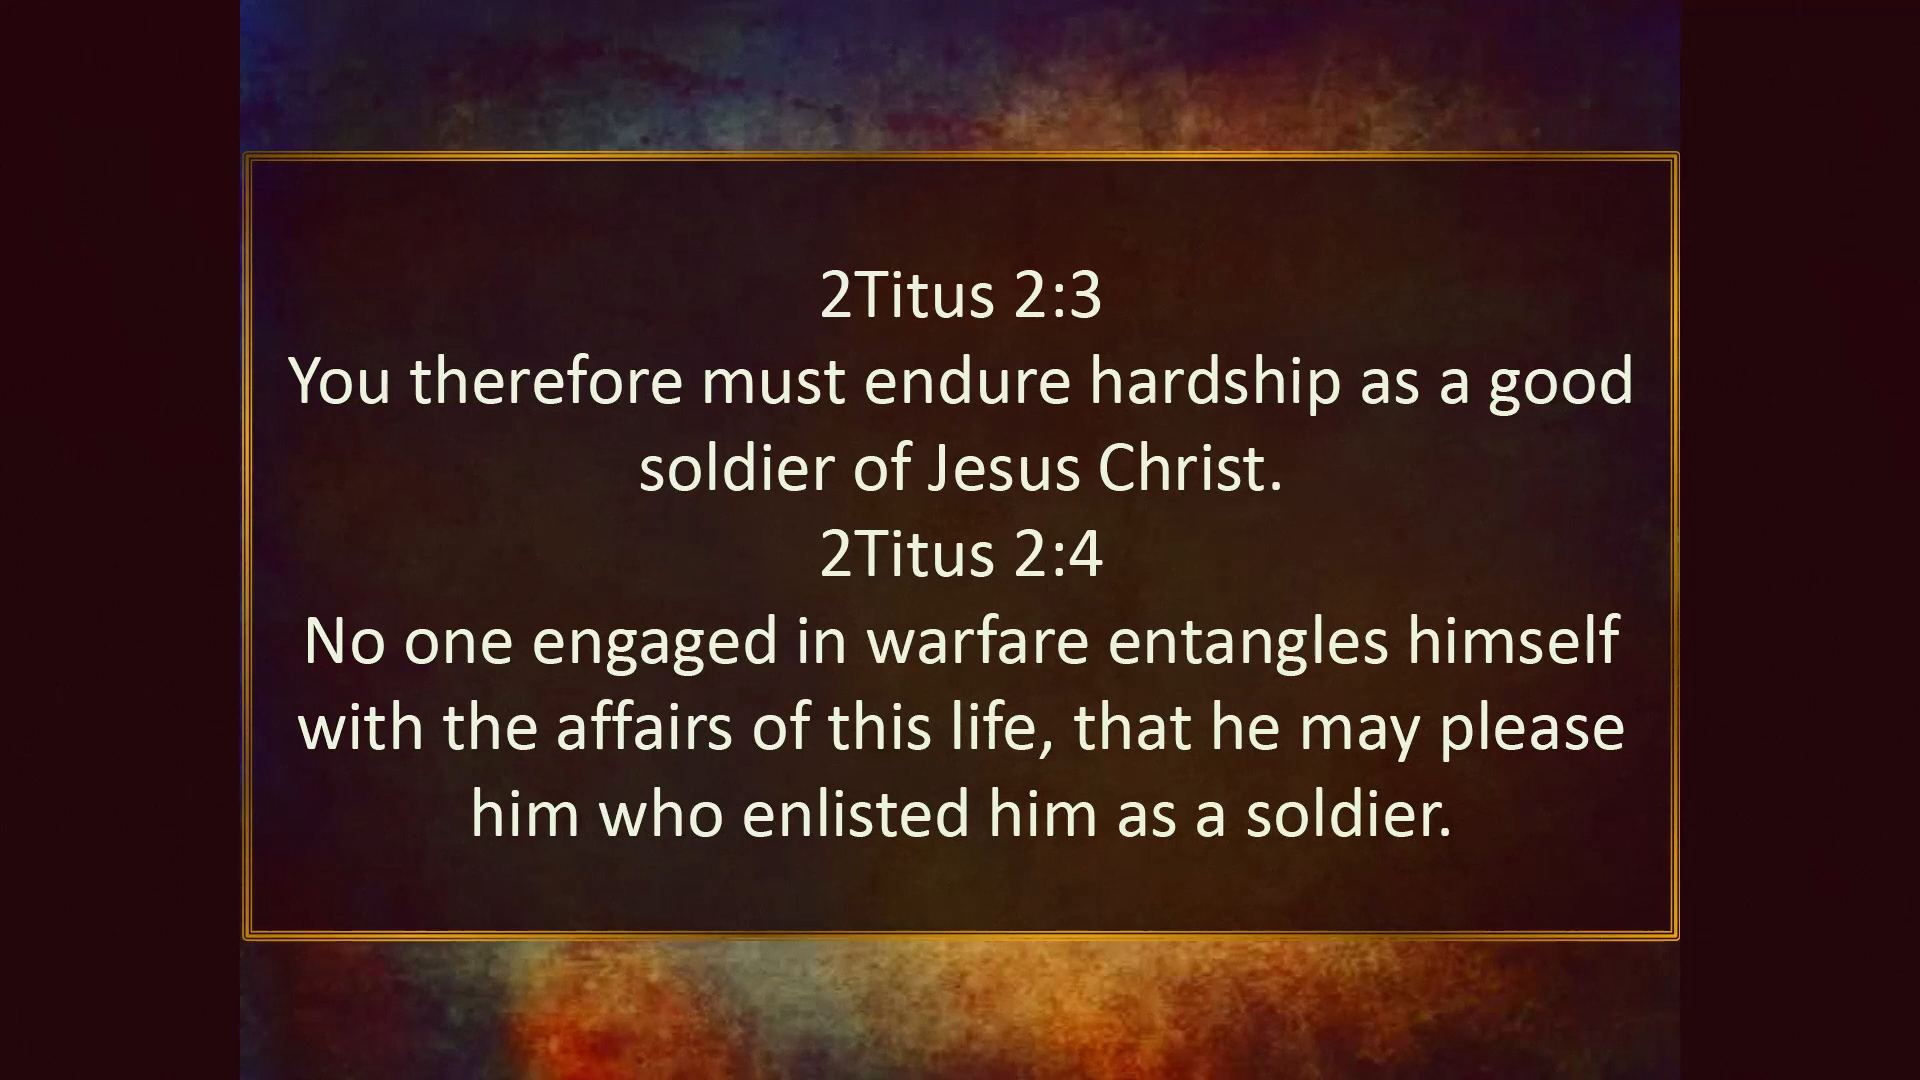 2Titus 2:3
You therefore must endure hardship as a good
soldier of Jesus Christ.
2Titus 2:4
No one engaged in warfare entangles himself
with the affairs of this life, that he may please
him who enlisted him as a soldier.